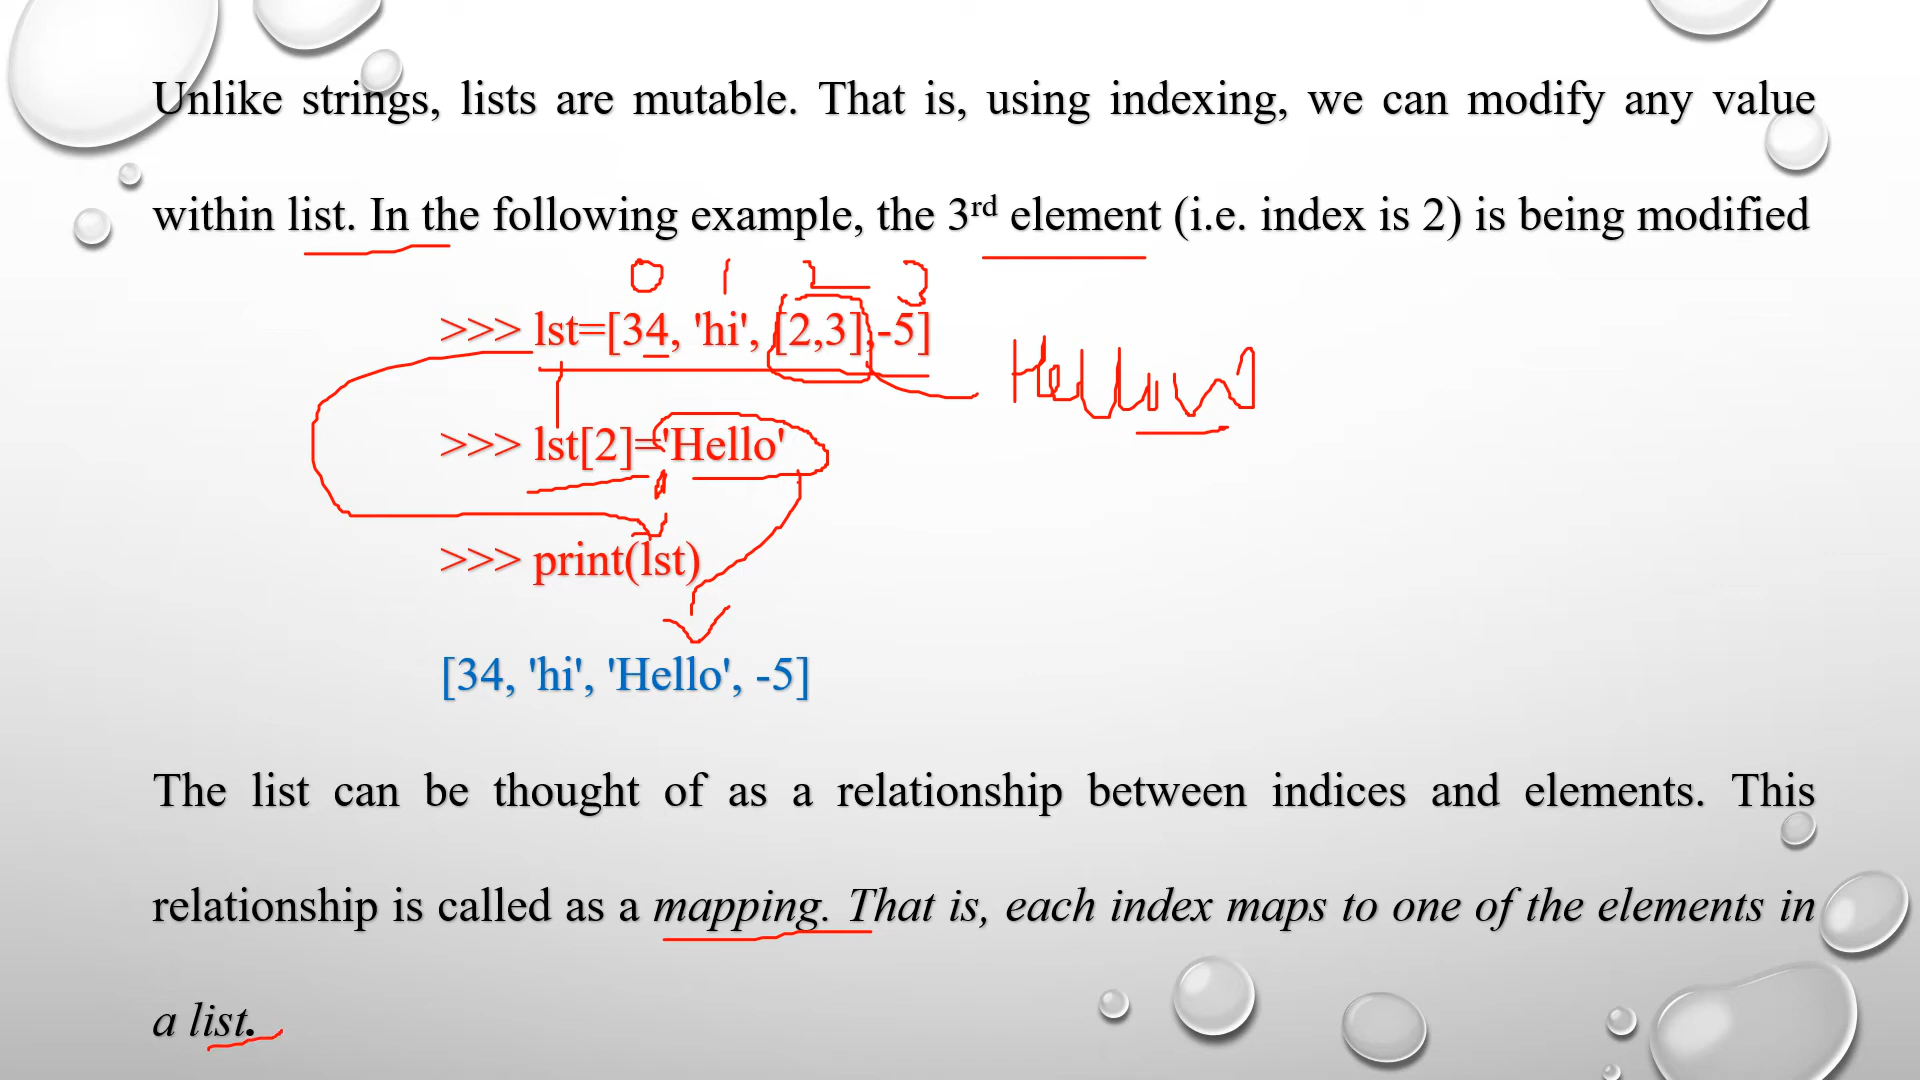 Unlike strings, lists are mutable. That is, using indexing, we can modify any value
within list. In the following example, the 3rd element (i.e. index is 2) is being modified
0 1 2 3
>>> lst=[34, 'hi', [2,3],-5]
>>> lst[2]='Hello'
>>> print(lst)
[34, 'hi', 'Hello', -5]
The list can be thought of as a relationship between indices and elements. This
relationship is called as a mapping. That is, each index maps to one of the elements in
a list.